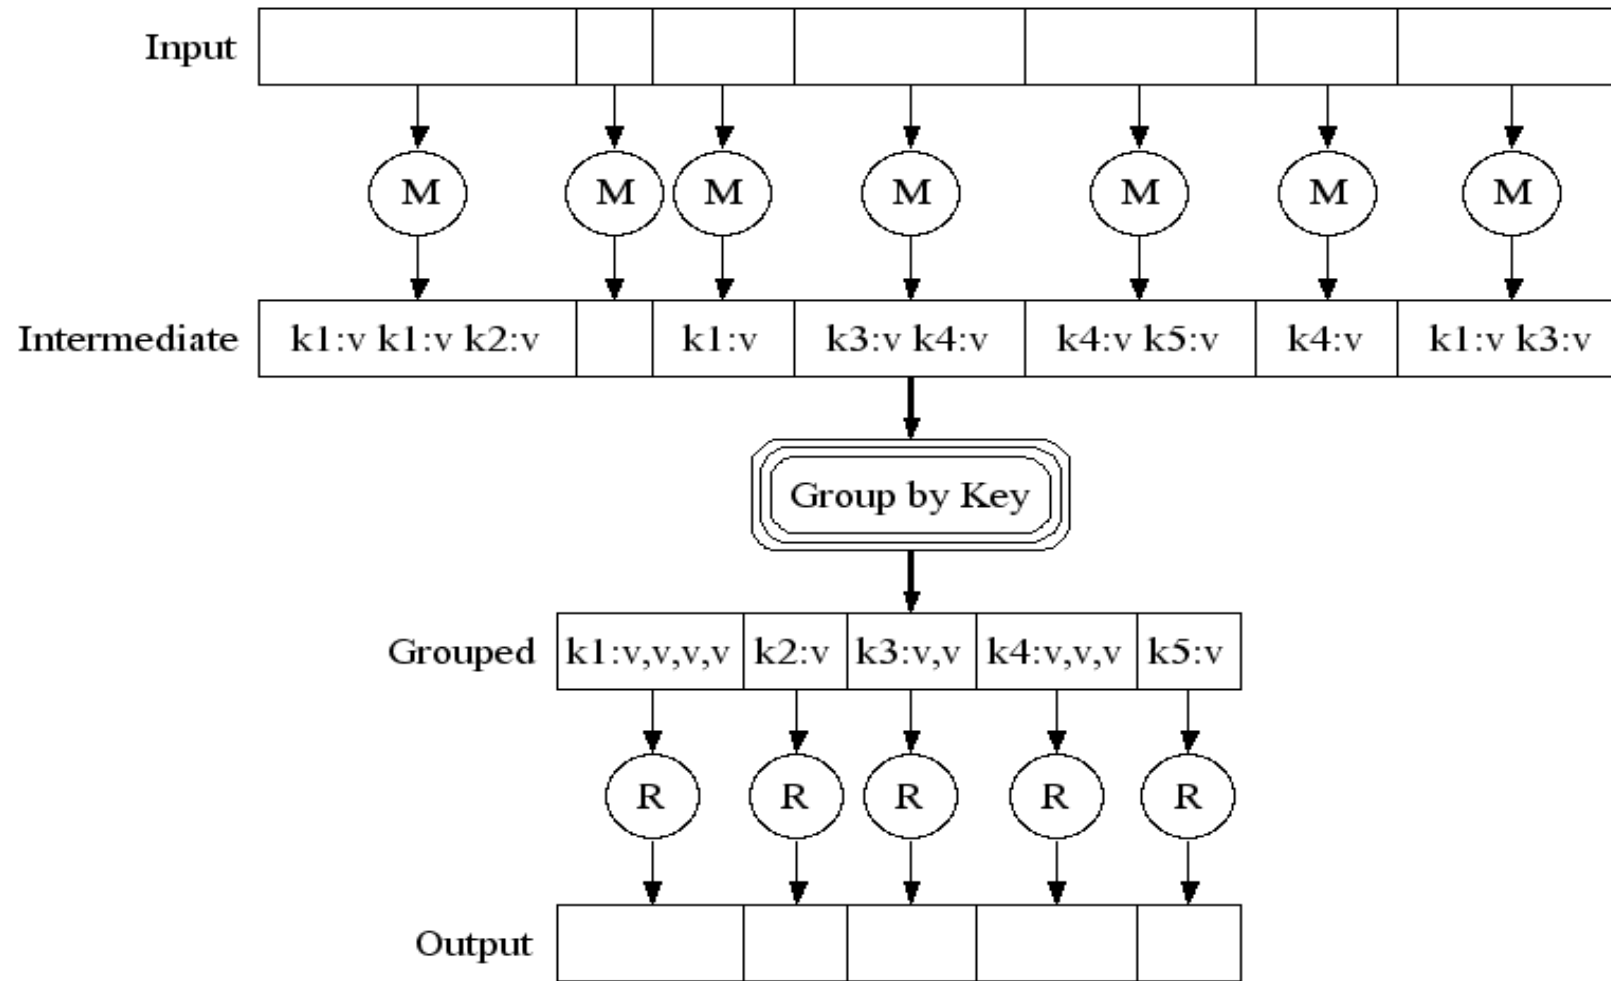 Input
M M M M M M M
Intermediate k1:v k1:v k2:v k1:v k3:v k4:v k4:v k5:v k4:v k1:v k3:v
Group by Key
Grouped k1:v,v,v,v k2:v k3:v,v k4:v,v,v k5:v
R R R R R
Output